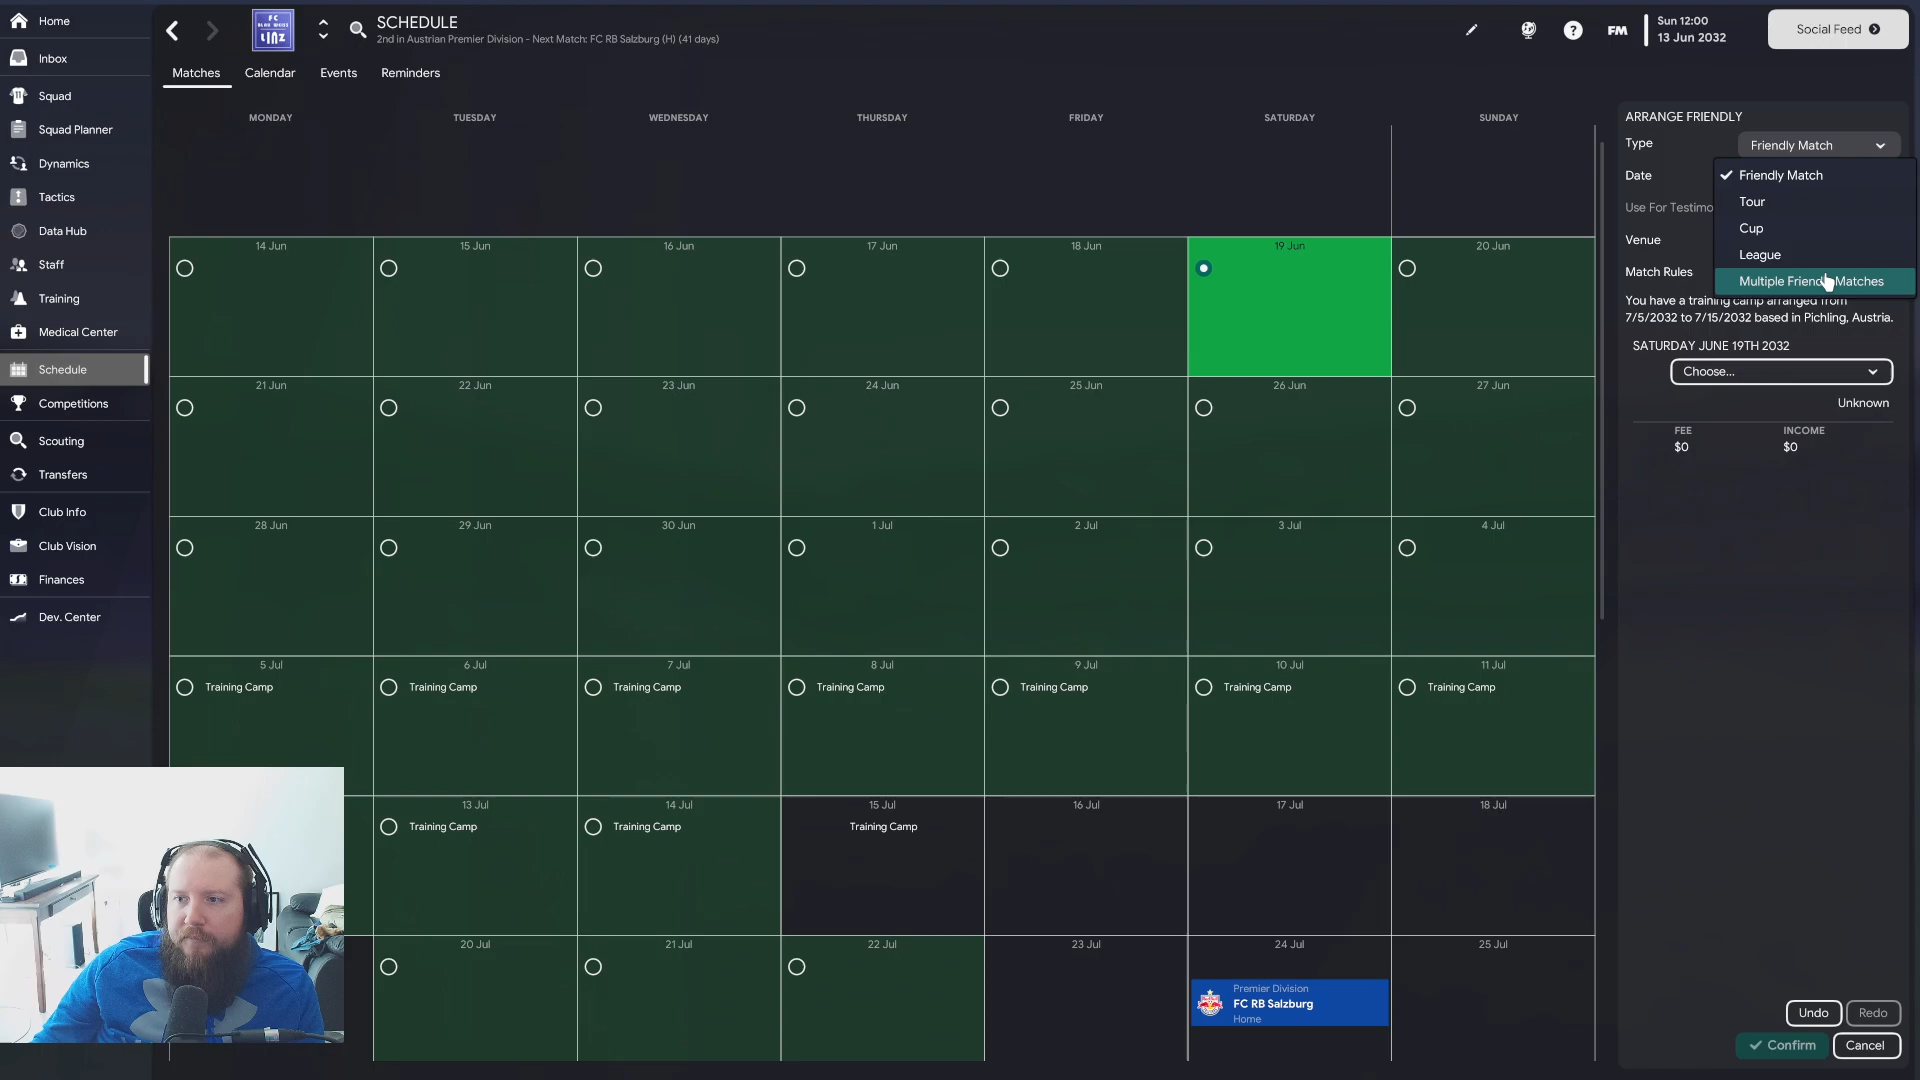 Home
Inbox
Squad
Squad Planner
Dynamics
Tactics
Data Hub
Staff
Training
Medical Center
Schedule
Competitions
Scouting
Transfers
Club Info
Club Vision
Finances
Dev. Center
FC
BLAU WEISS
LINZ
SCHEDULE
2nd in Austrian Premier Division - Next Match: FC RB Salzburg (H) (41 days)
FM
Sun 12:00
13 Jun 2032
Social Feed
Matches Calendar Events Reminders
MONDAY TUESDAY WEDNESDAY THURSDAY FRIDAY SATURDAY SUNDAY
14 Jun 15 Jun 16 Jun 17 Jun 18 Jun 19 Jun 20 Jun
21 Jun 22 Jun 23 Jun 24 Jun 25 Jun 26 Jun 27 Jun
28 Jun 29 Jun 30 Jun 1 Jul 2 Jul 3 Jul 4 Jul
5 Jul 6 Jul 7 Jul 8 Jul 9 Jul 10 Jul 11 Jul
Training Camp Training Camp Training Camp Training Camp Training Camp Training Camp Training Camp
13 Jul 14 Jul 15 Jul 16 Jul 17 Jul 18 Jul
Training Camp Training Camp Training Camp
20 Jul 21 Jul 22 Jul 23 Jul 24 Jul 25 Jul
Premier Division
FC RB Salzburg
Home
ARRANGE FRIENDLY
Type Friendly Match
Date
Use For Testimo
Venue
Match Rules
Friendly Match
Tour
Cup
League
Multiple Friend Matches
You have a training camp arranged from
7/5/2032 to 7/15/2032 based in Pichling, Austria.
SATURDAY JUNE 19TH 2032
Choose...
Unknown
FEE INCOME
$0 $0
Undo Redo
Confirm Cancel